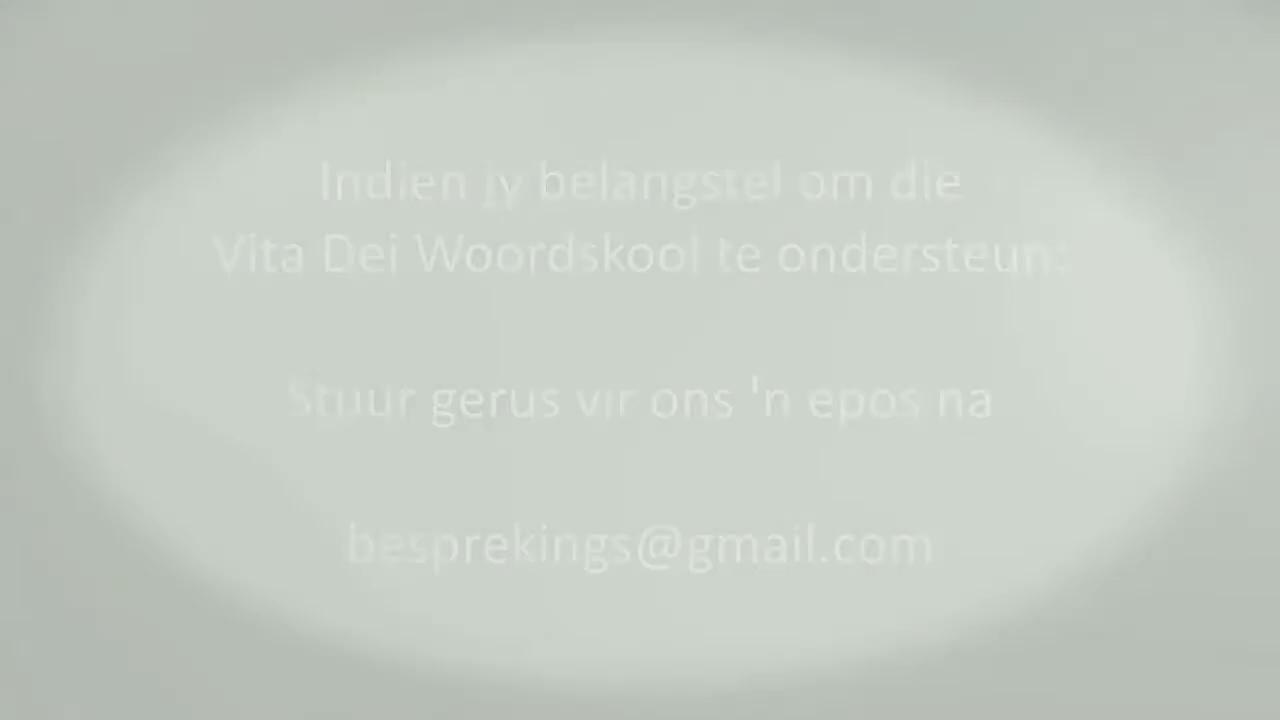 Indien jy belangstel om die
Vita Dei Woordskool te ondersteun:
Stuur gerus vir ons 'n epos na
besprekings@gmail.com